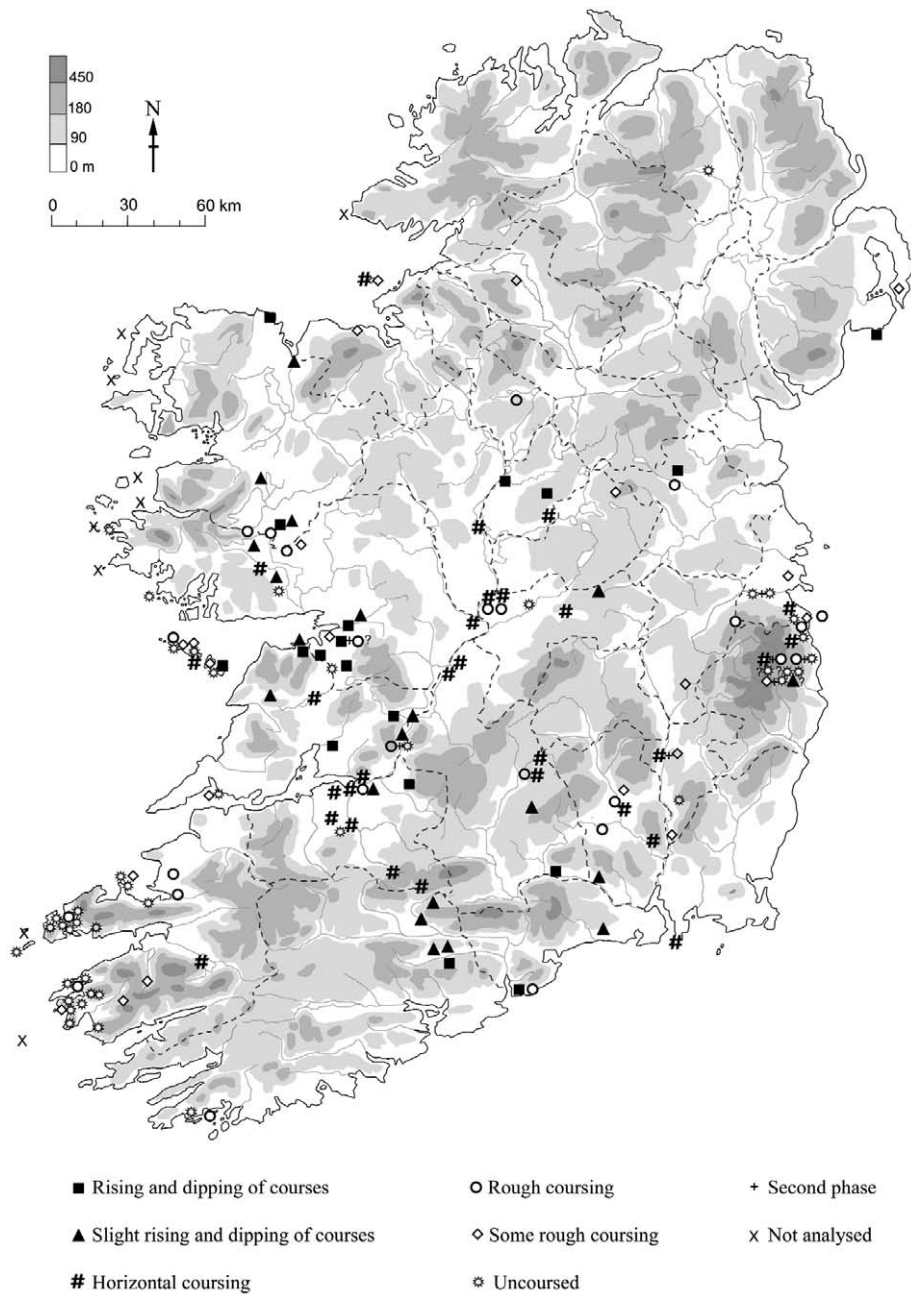 450
180
90
0 m
N
0 30 60 km
■ Rising and dipping of courses
▲ Slight rising and dipping of courses
# Horizontal coursing
○ Rough coursing
◇ Some rough coursing
☼ Uncoursed
+ Second phase
x Not analysed